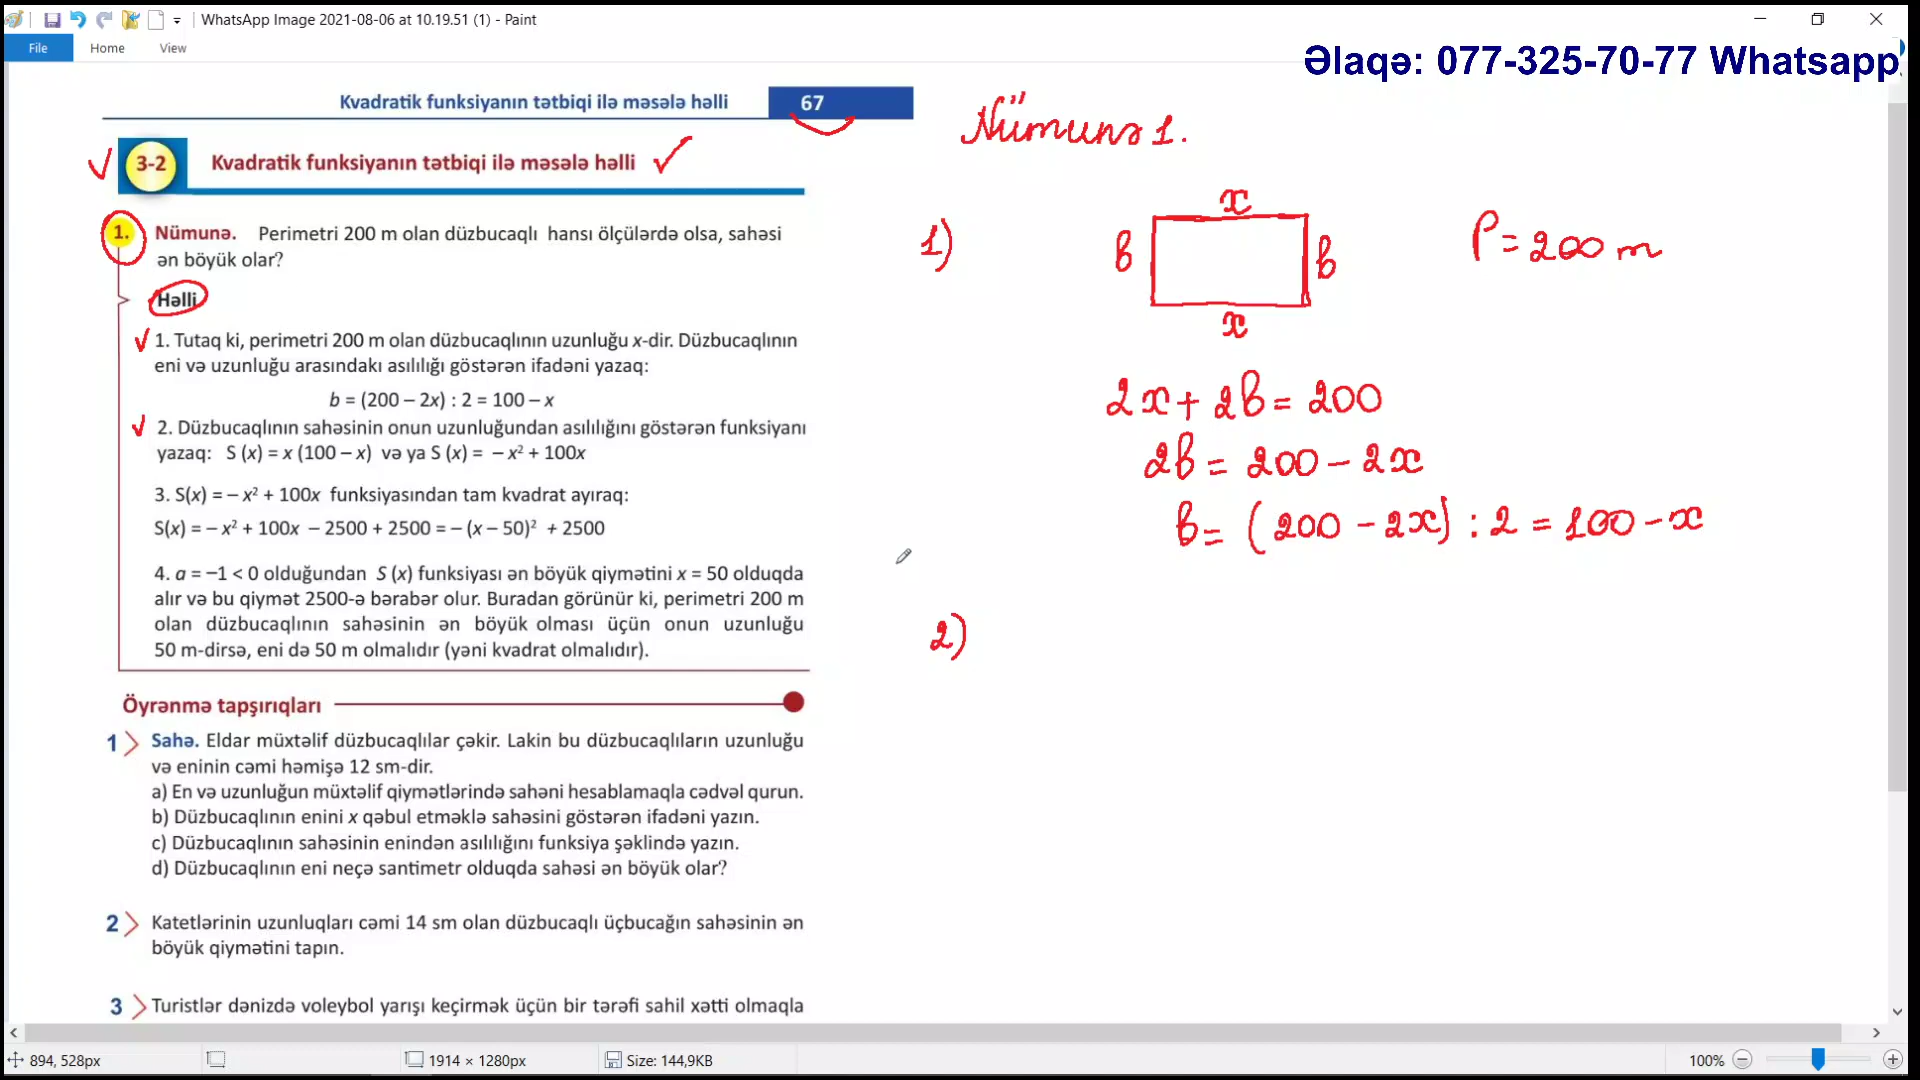 WhatsApp Image 2021-08-06 at 10.19.51 (1) - Paint
File Home View
Əlaqə: 077-325-70-77 Whatsapp
Kvadratik funksiyanın tətbiqi ilə məsələ həlli 67
3-2 Kvadratik funksiyanın tətbiqi ilə məsələ həlli
1. Nümunə. Perimetri 200 m olan düzbucaqlı hansı ölçülərdə olsa, sahəsi
ən böyük olar?
Həlli
1. Tutaq ki, perimetri 200 m olan düzbucaqlının uzunluğu x-dir. Düzbucaqlının
eni və uzunluğu arasındakı asılılığı göstərən ifadəni yazaq:
b = (200 – 2x) : 2 = 100 – x
2. Düzbucaqlının sahəsinin onun uzunluğundan asılılığını göstərən funksiyanı
yazaq: S (x) = x (100 – x) və ya S (x) = – x² + 100x
3. S(x) = – x² + 100x funksiyasından tam kvadrat ayıraq:
S(x) = – x² + 100x – 2500 + 2500 = – (x – 50)² + 2500
4. a = –1 < 0 olduğundan S (x) funksiyası ən böyük qiymətini x = 50 olduqda
alır və bu qiymət 2500-ə bərabər olur. Buradan görünür ki, perimetri 200 m
olan düzbucaqlının sahəsinin ən böyük olması üçün onun uzunluğu
50 m-dirsə, eni də 50 m olmalıdır (yəni kvadrat olmalıdır).
Öyrənmə tapşırıqları
1 Sahə. Eldar müxtəlif düzbucaqlılar çəkir. Lakin bu düzbucaqlıların uzunluğu
və eninin cəmi həmişə 12 sm-dir.
a) En və uzunluğun müxtəlif qiymətlərində sahəni hesablamaqla cədvəl qurun.
b) Düzbucaqlının enini x qəbul etməklə sahəsini göstərən ifadəni yazın.
c) Düzbucaqlının sahəsinin enindən asılılığını funksiya şəklində yazın.
d) Düzbucaqlının eni neçə santimetr olduqda sahəsi ən böyük olar?
2 Katetlərinin uzunluqları cəmi 14 sm olan düzbucaqlı üçbucağın sahəsinin ən
böyük qiymətini tapın.
3 Turistlər dənizdə voleybol yarışı keçirmək üçün bir tərəfi sahil xətti olmaqla
Nümunə 1.
1)
x
b b
x
P = 200 m
2x + 2b = 200
2b = 200 – 2x
b = (200 – 2x) : 2 = 100 – x
2)
894, 528px 1914 × 1280px Size: 144,9KB 100%